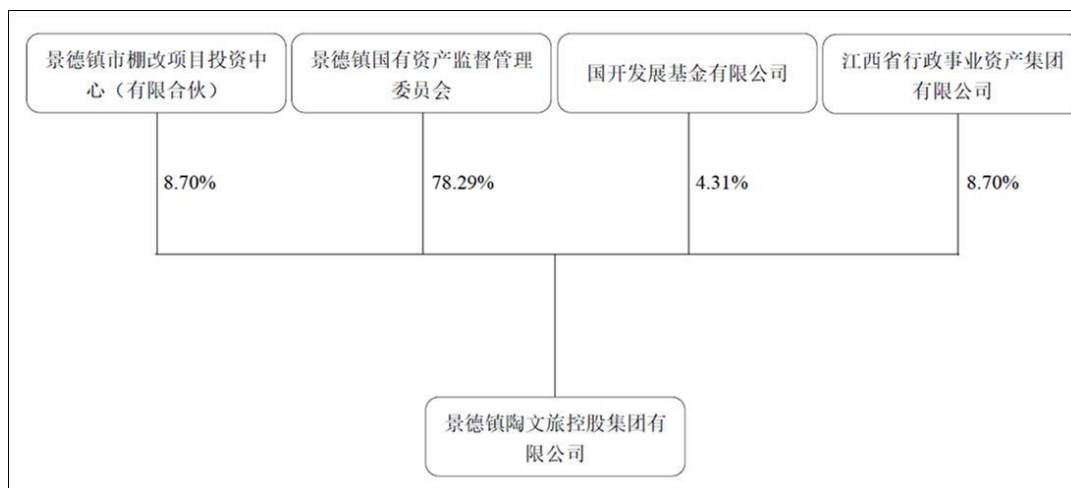 景德镇市棚改项目投资中
心（有限合伙）
景德镇国有资产监督管理
委员会
国开发展基金有限公司
江西省行政事业资产集团
有限公司
8.70%
78.29%
4.31%
8.70%
景德镇陶文旅控股集团有
限公司